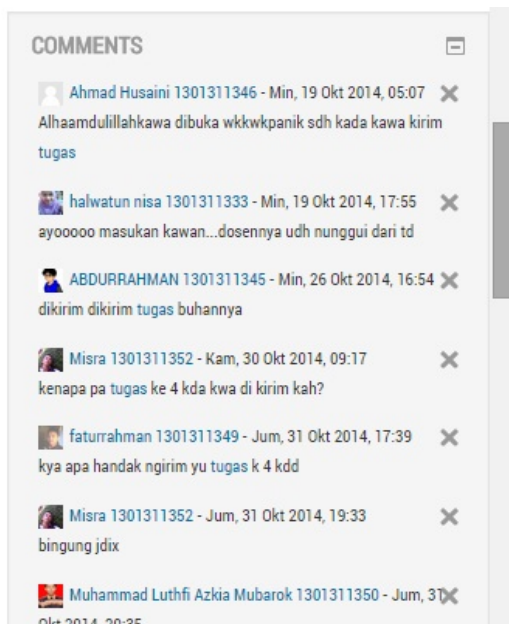 COMMENTS
Ahmad Husaini 1301311346 - Min, 19 Okt 2014, 05:07
Alhaamdulillahkawa dibuka wkkwkpanik sdh kada kawa kirim
tugas
halwatun nisa 1301311333 - Min, 19 Okt 2014, 17:55
ayooooo masukan kawan...dosennya udh nunggui dari td
ABDURRAHMAN 1301311345 - Min, 26 Okt 2014, 16:54
dikirim dikirim tugas buhannya
Misra 1301311352 - Kam, 30 Okt 2014, 09:17
kenapa pa tugas ke 4 kda kwa di kirim kah?
faturrahman 1301311349 - Jum, 31 Okt 2014, 17:39
kya apa handak ngirim yu tugas k 4 kdd
Misra 1301311352 - Jum, 31 Okt 2014, 19:33
bingung jdix
Muhammad Luthfi Azkia Mubarok 1301311350 - Jum, 31
Okt 2014, 20:35